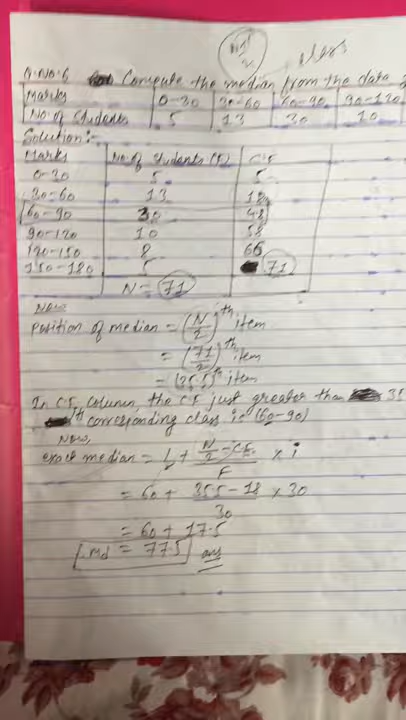 Q.No.6 Compute the median from the data
Marks 0-30 30-60 60-90 90-120
No. of students 5 13 30 10
Solution:-
Marks No. of students (F) C.F
0-30 5 5
30-60 13 18
60-90 30 48
90-120 10 58
120-150 8 66
150-180 5 71
N = 71
Now
position of median = (N/2)th item
= (71/2)th item
= (35.5)th item
In C.F. column the C.F just greater than 35
th corresponding class is (60-90)
Now,
exact median = L + N/2 - C.F. / F × i
= 60 + 35.5-18 / 30 × 30
= 60 + 17.5
Md = 77.5 ans